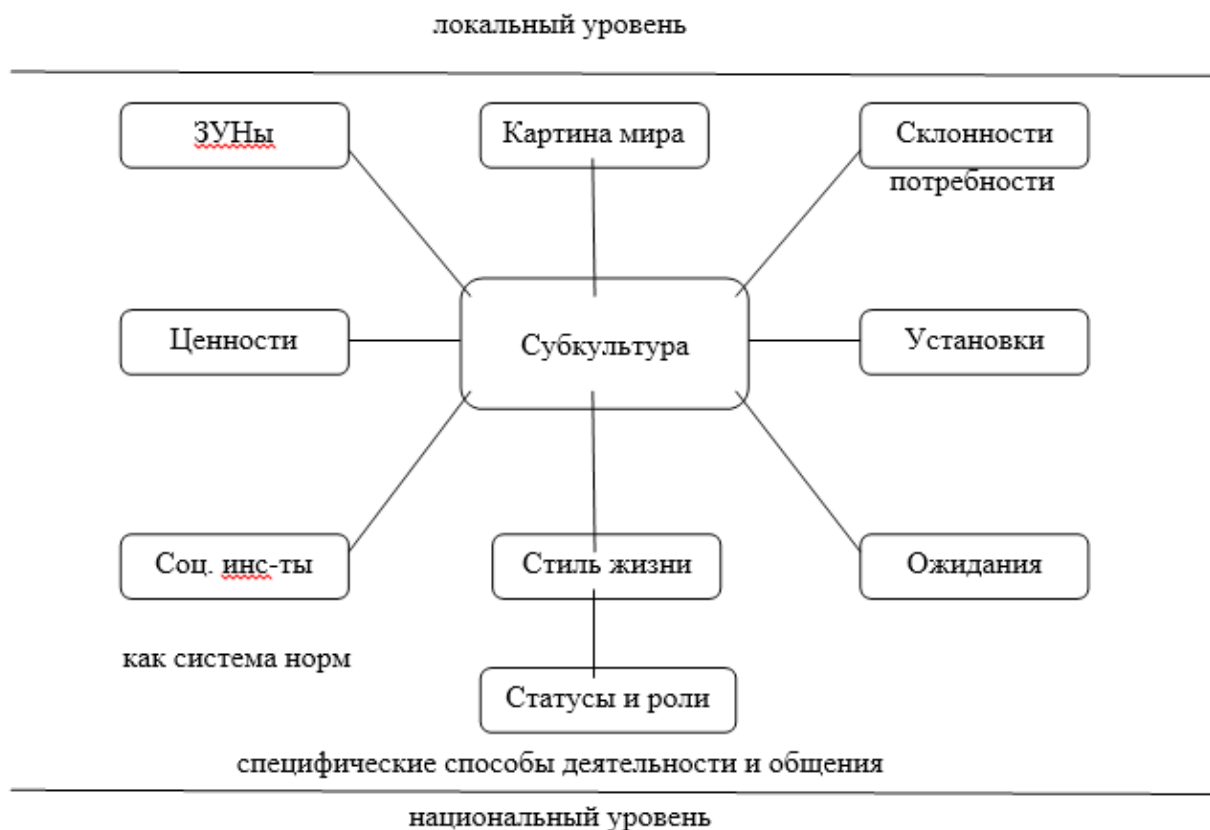 локальный уровень
ЗУНы
Картина мира
Склонности
потребности
Ценности
Субкультура
Установки
Соц. инс-ты
Стиль жизни
Ожидания
как система норм
Статусы и роли
специфические способы деятельности и общения
национальный уровень